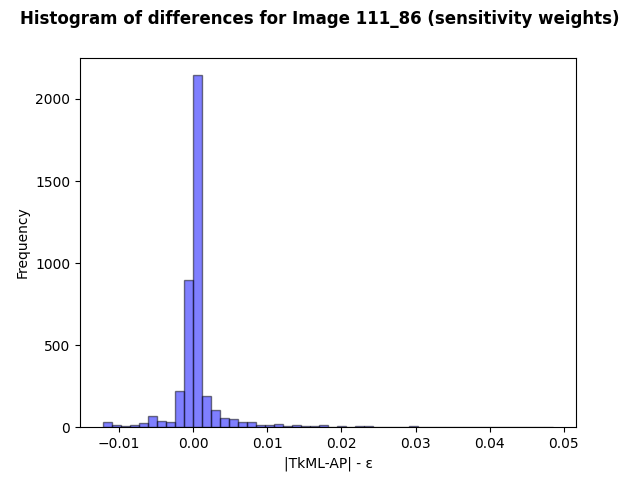 Histogram of differences for Image 111_86 (sensitivity weights)
2000
1500
1000
500
0
Frequency
−0.01 0.00 0.01 0.02 0.03 0.04 0.05
|TkML-AP| - ε